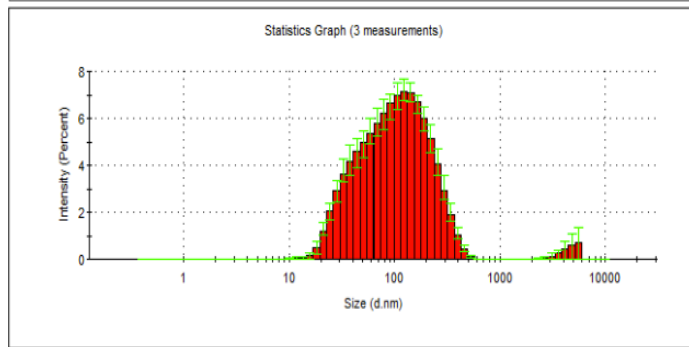 Statistics Graph (3 measurements)
8
6
4
2
0
Intensity (Percent)
1 10 100 1000 10000
Size (d.nm)